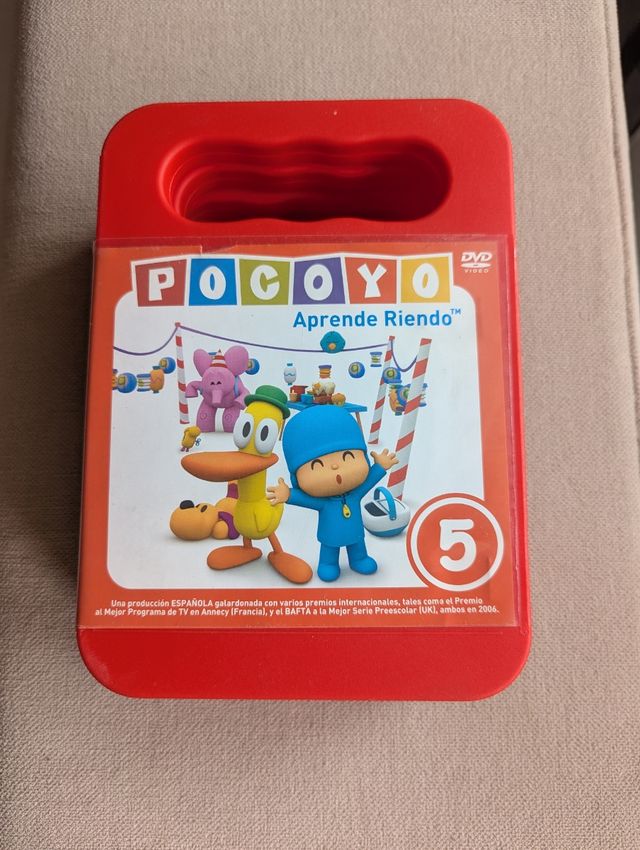 DVD
VIDEO
POCOYO
Aprende Riendo™
5
Una producción ESPAÑOLA galardonada con varios premios internacionales, tales como el Premio
al Mejor Programa de TV en Annecy (Francia), y el BAFTA a la Mejor Serie Preescolar (UK), ambos en 2006.